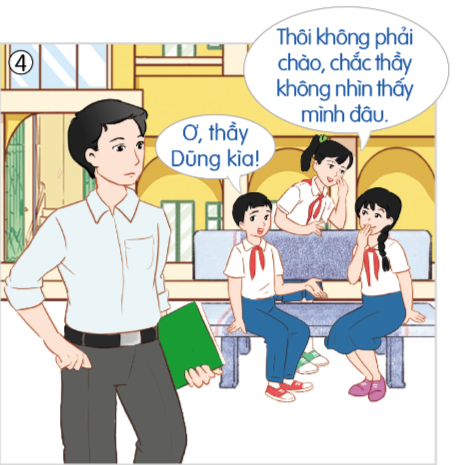 ④
Thôi không phải
chào, chắc thầy
không nhìn thấy
mình đâu.
Ơ, thầy
Dũng kìa!